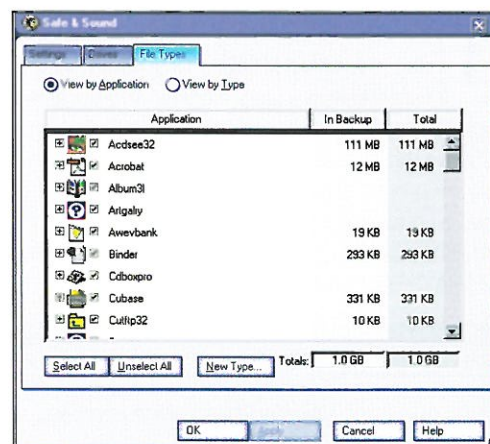 Safe & Sound
Settings Drives File Types
View by Application View by Type
Application In Backup Total
Acdsee32 111 MB 111 MB
Acrobat 12 MB 12 MB
Album3l
Artgalry
Awevbank 19 KB 19 KB
Binder 293 KB 293 KB
Cdboxpro
Cubase 331 KB 331 KB
Cutftp32 10 KB 10 KB
Select All Unselect All New Type... Totals: 1.0 GB 1.0 GB
OK Apply Cancel Help